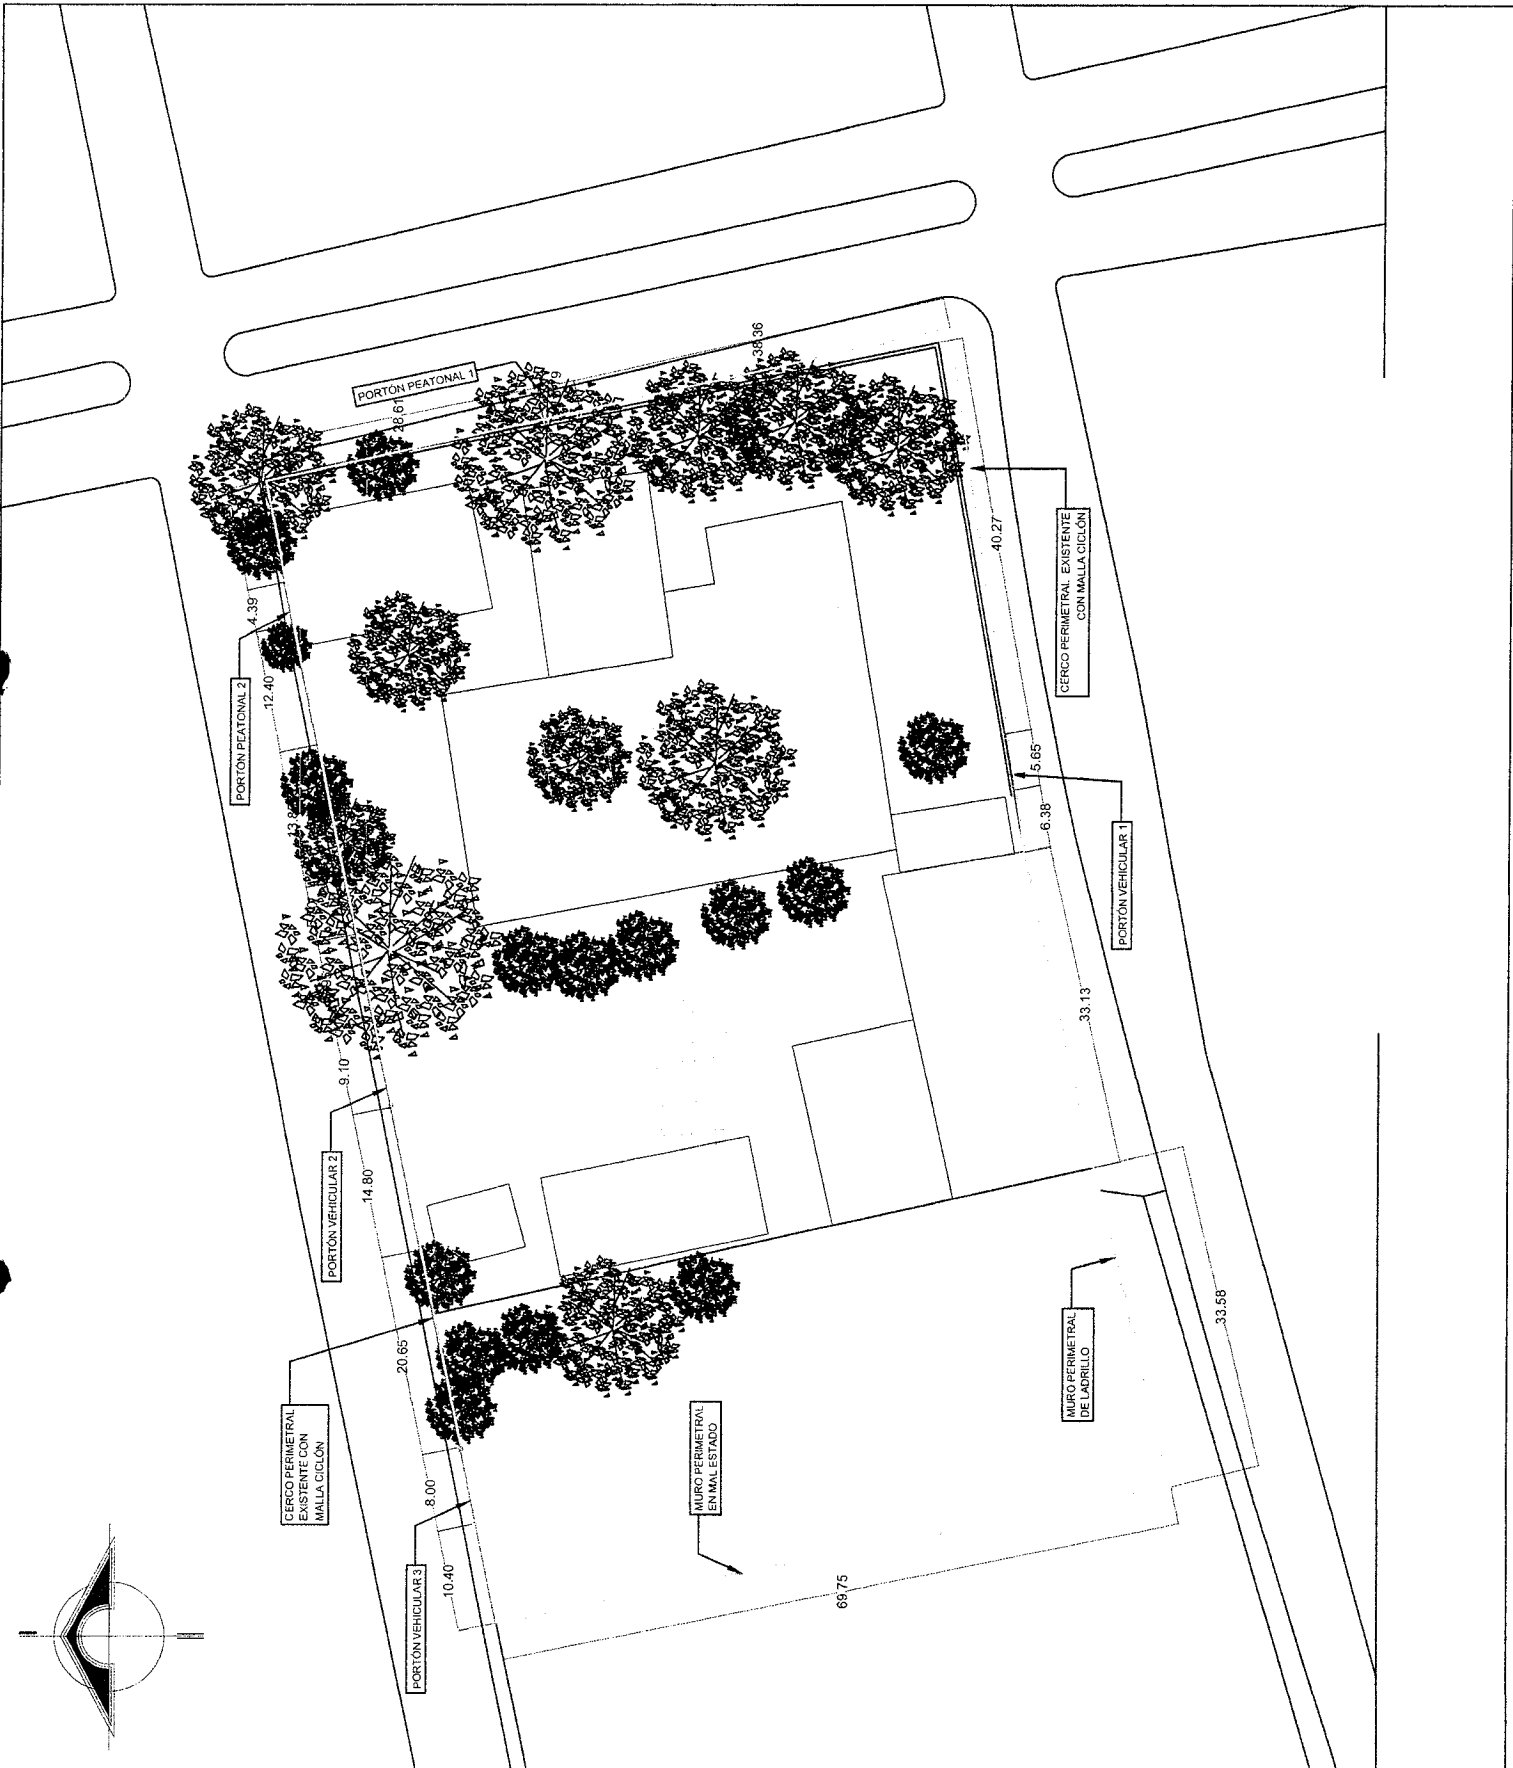 PORTÓN PEATONAL 1
28.61
38.36
4.39
12.40
PORTÓN PEATONAL 2
40.27
CERCO PERIMETRAL EXISTENTE
CON MALLA CICLÓN
5.65
6.38
PORTÓN VEHICULAR 1
9.10
33.13
14.80
PORTÓN VEHICULAR 2
20.65
33.58
CERCO PERIMETRAL
EXISTENTE CON
MALLA CICLÓN
MURO PERIMETRAL
DE LADRILLO
MURO PERIMETRAL
EN MAL ESTADO
8.00
10.40
PORTÓN VEHICULAR 3
69.75